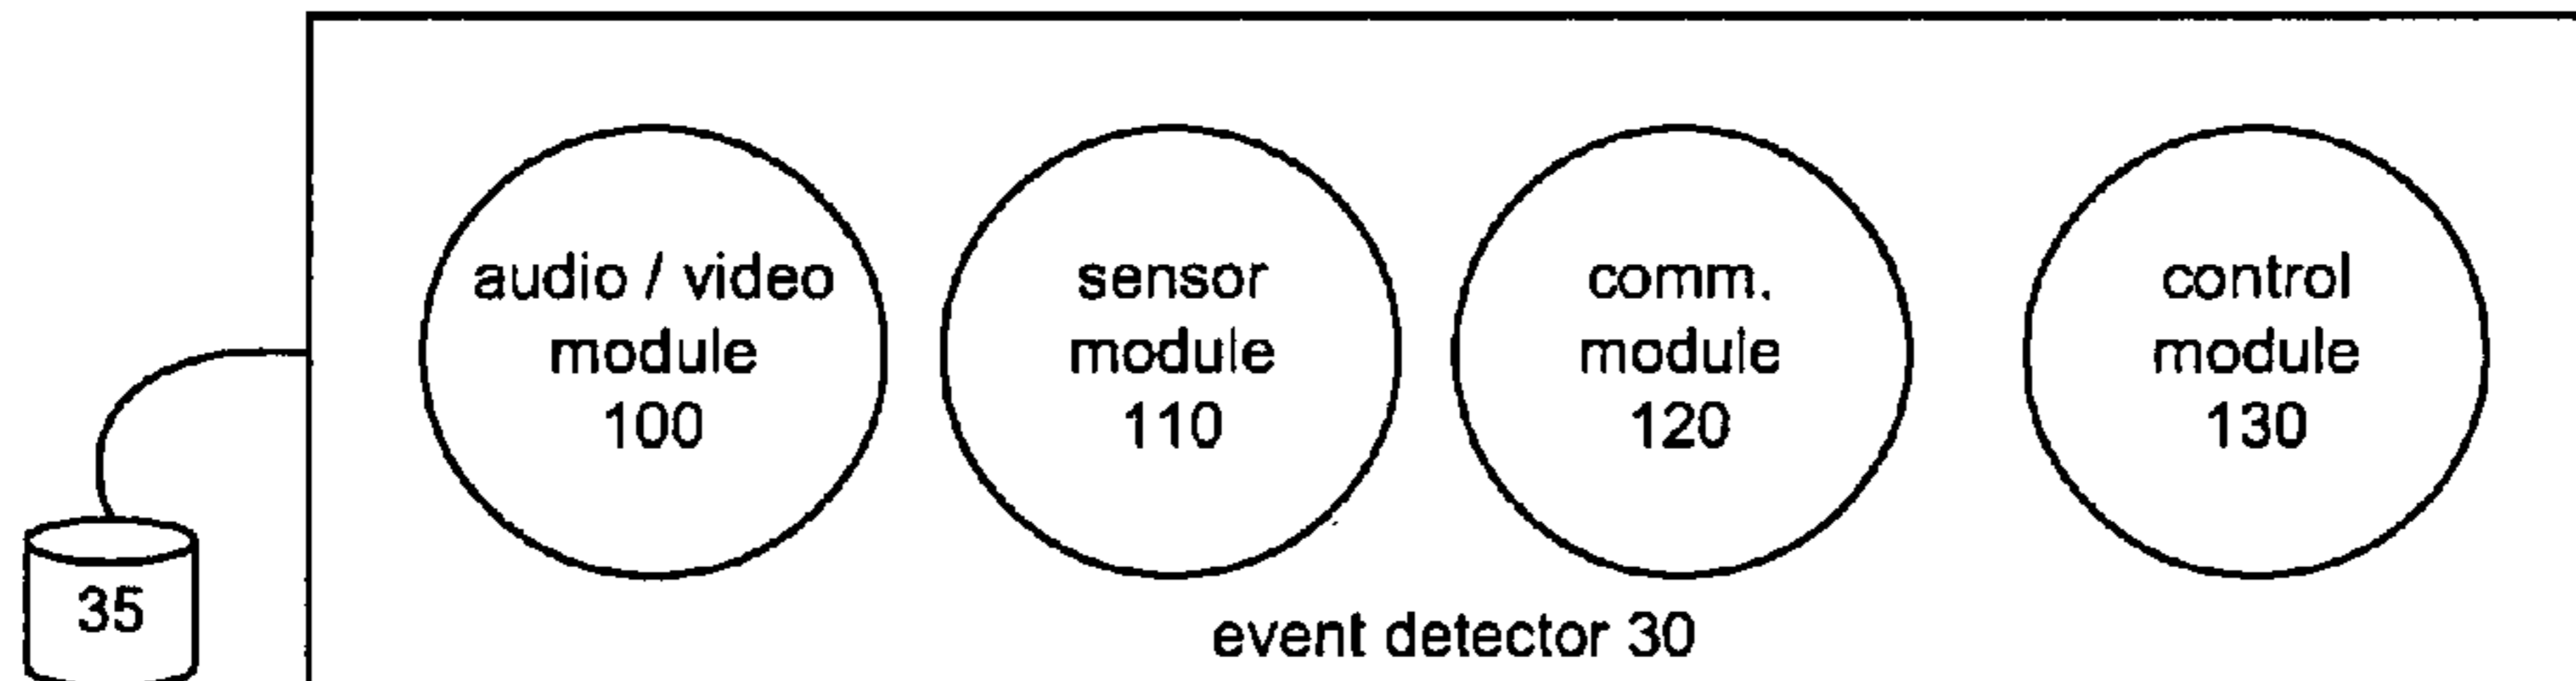 audio / video
module
100
sensor
module
110
comm.
module
120
control
module
130
35
event detector 30